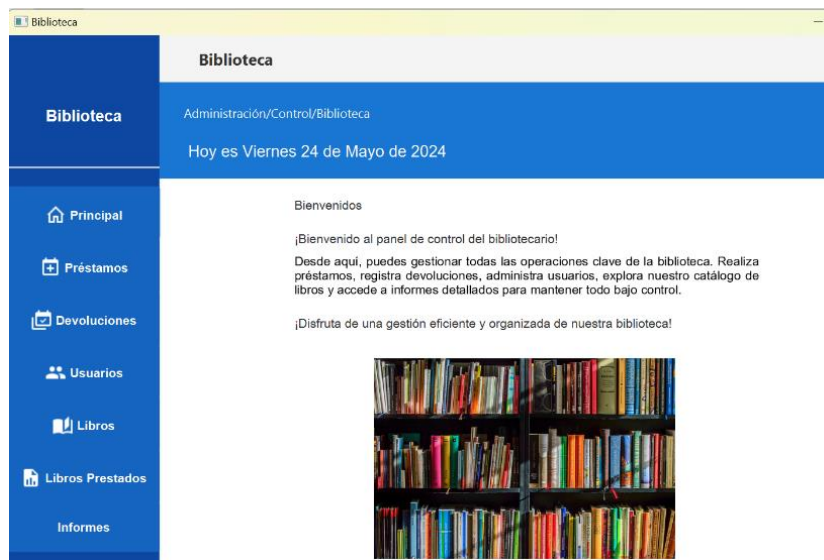 Biblioteca
Biblioteca
Biblioteca
Administración/Control/Biblioteca
Hoy es Viernes 24 de Mayo de 2024
Principal
Préstamos
Devoluciones
Usuarios
Libros
Libros Prestados
Informes
Bienvenidos
¡Bienvenido al panel de control del bibliotecario!
Desde aquí, puedes gestionar todas las operaciones clave de la biblioteca. Realiza
préstamos, registra devoluciones, administra usuarios, explora nuestro catálogo de
libros y accede a informes detallados para mantener todo bajo control.
¡Disfruta de una gestión eficiente y organizada de nuestra biblioteca!